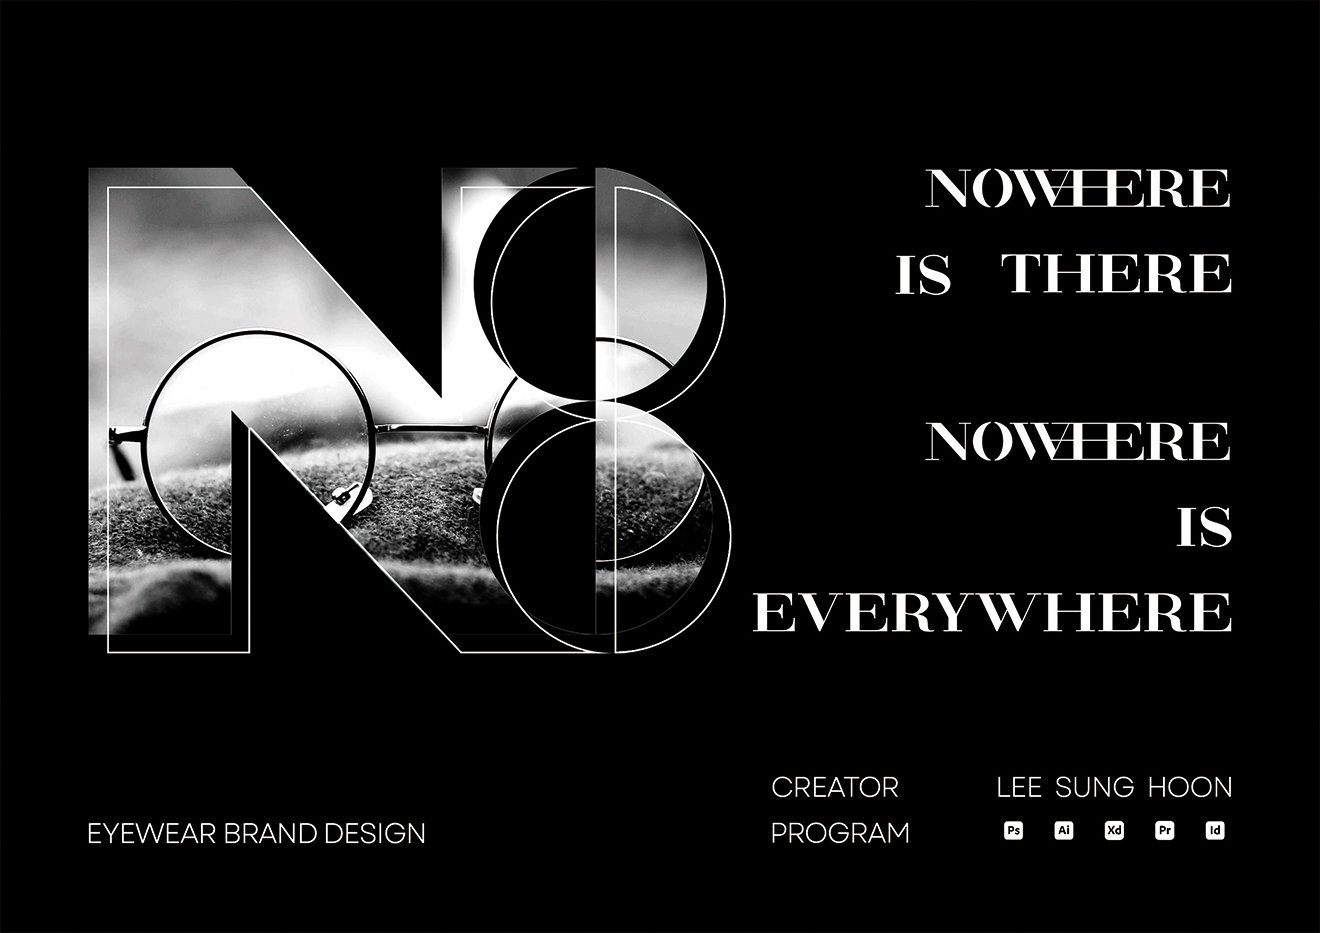 N8
NOWHERE
IS THERE
NOWHERE
IS
EVERYWHERE
CREATOR LEE SUNG HOON
PROGRAM Ps Ai Xd Pr Id
EYEWEAR BRAND DESIGN